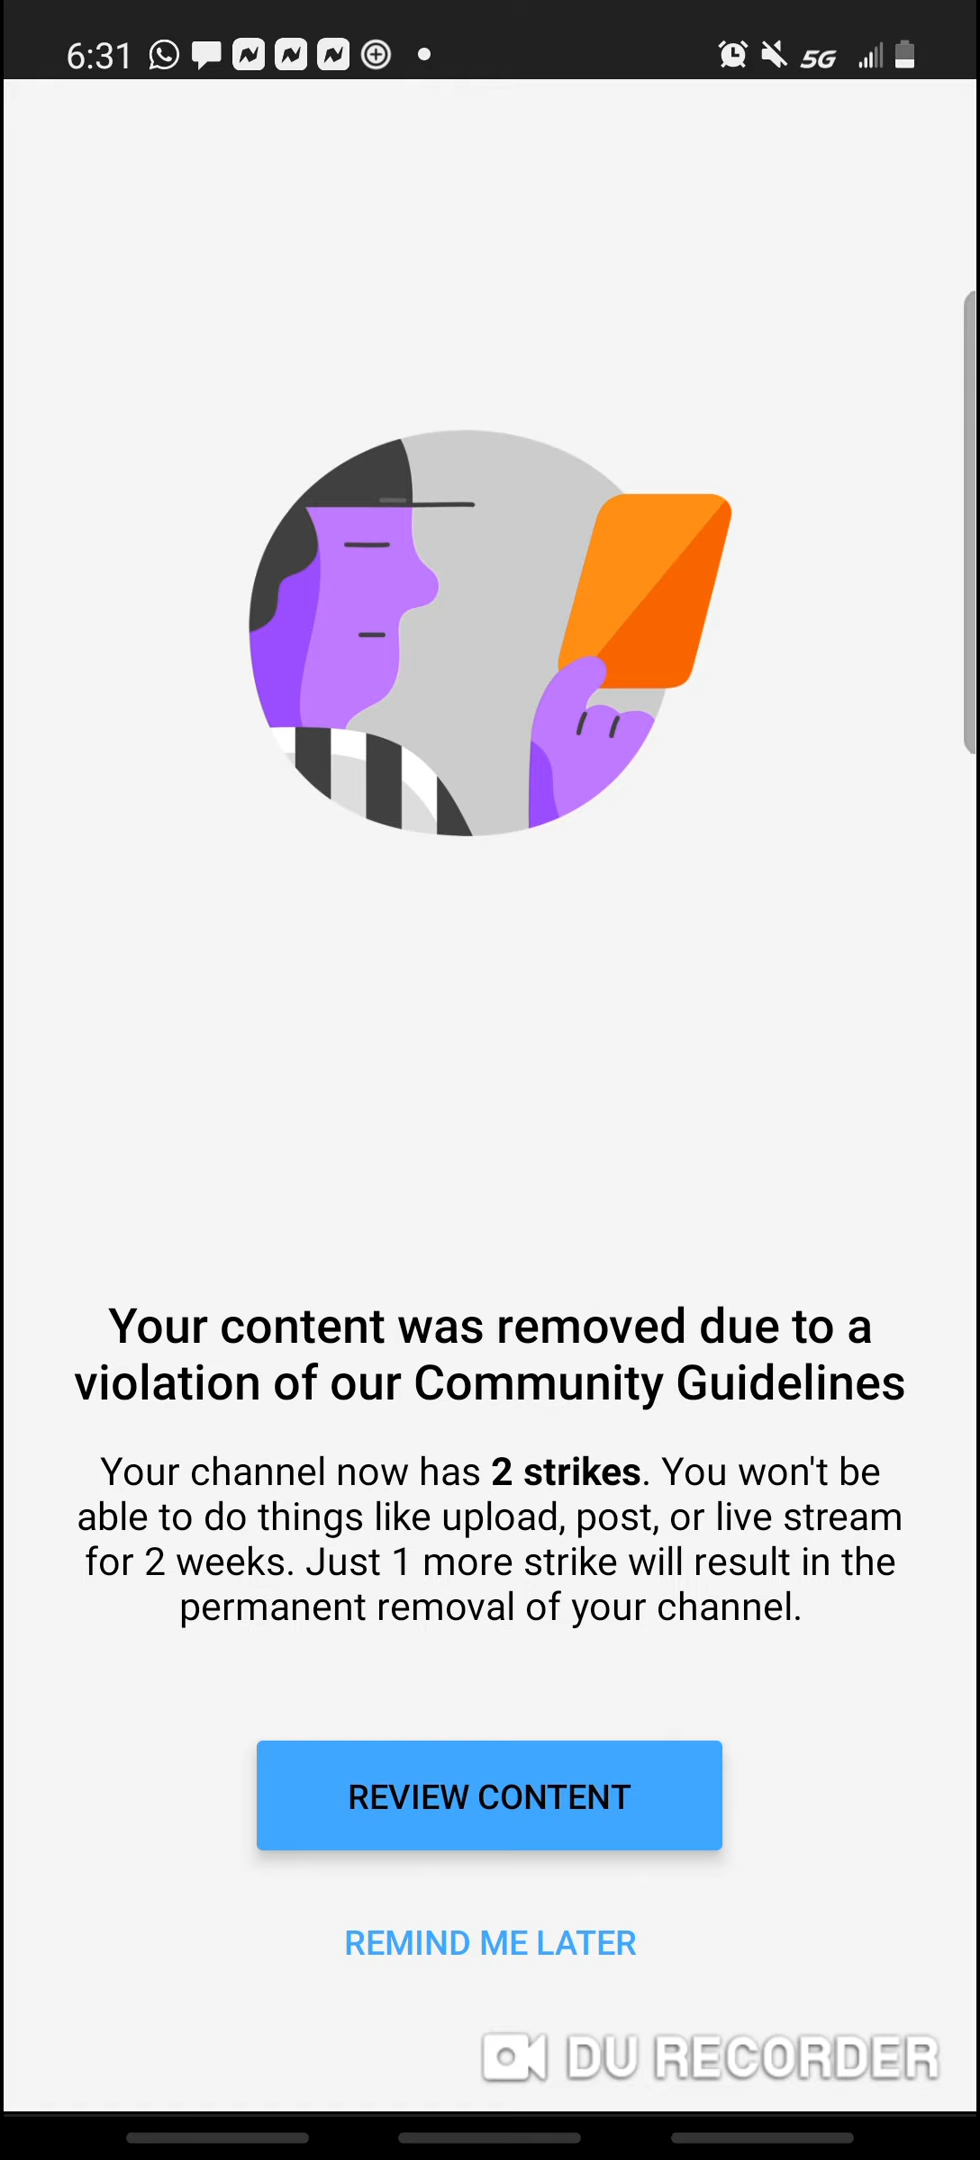 6:31
5G
Your content was removed due to a
violation of our Community Guidelines
Your channel now has 2 strikes. You won't be
able to do things like upload, post, or live stream
for 2 weeks. Just 1 more strike will result in the
permanent removal of your channel.
REVIEW CONTENT
REMIND ME LATER
DU RECORDER